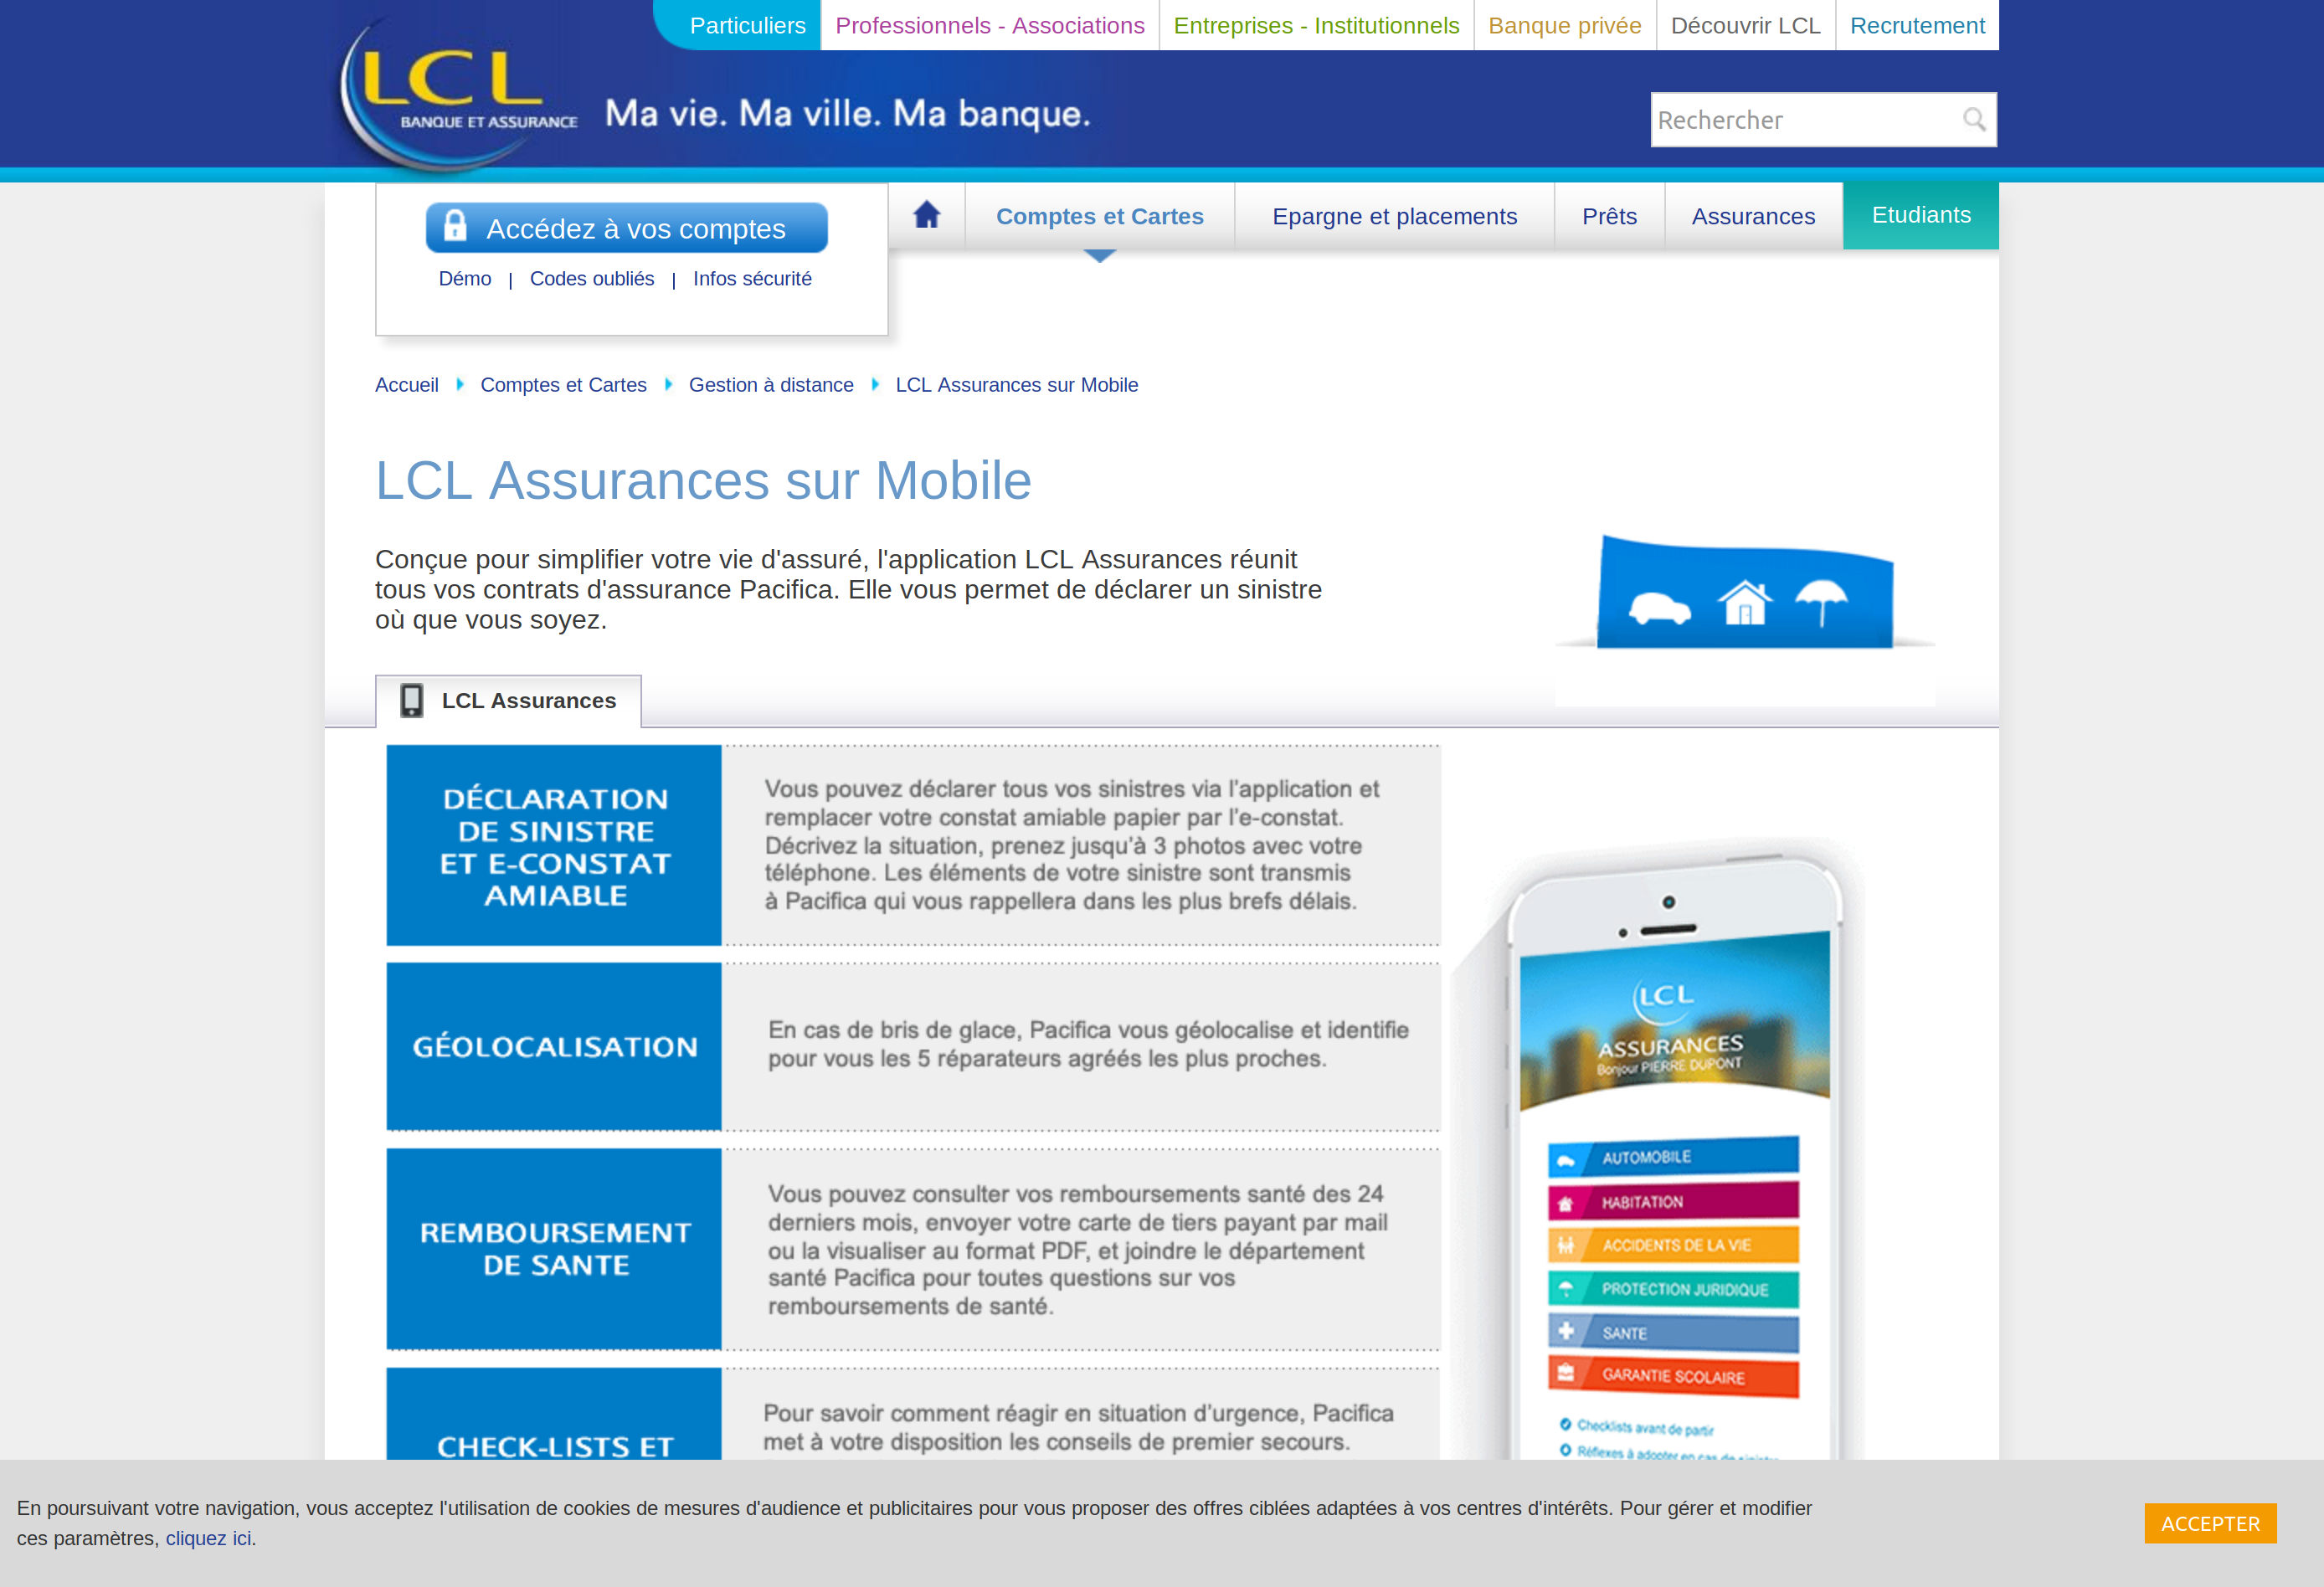 Particuliers
Professionnels - Associations
Entreprises - Institutionnels
Banque privée
Découvrir LCL
Recrutement
LCL
BANQUE ET ASSURANCE
Ma vie. Ma ville. Ma banque.
Rechercher
Accédez à vos comptes
Démo | Codes oubliés | Infos sécurité
Comptes et Cartes
Epargne et placements
Prêts
Assurances
Etudiants
Accueil
Comptes et Cartes
Gestion à distance
LCL Assurances sur Mobile
LCL Assurances sur Mobile
Conçue pour simplifier votre vie d'assuré, l'application LCL Assurances réunit
tous vos contrats d'assurance Pacifica. Elle vous permet de déclarer un sinistre
où que vous soyez.
LCL Assurances
DÉCLARATION
DE SINISTRE
ET E-CONSTAT
AMIABLE
Vous pouvez déclarer tous vos sinistres via l'application et
remplacer votre constat amiable papier par l'e-constat.
Décrivez la situation, prenez jusqu'à 3 photos avec votre
téléphone. Les éléments de votre sinistre sont transmis
à Pacifica qui vous rappellera dans les plus brefs délais.
GÉOLOCALISATION
En cas de bris de glace, Pacifica vous géolocalise et identifie
pour vous les 5 réparateurs agréés les plus proches.
REMBOURSEMENT
DE SANTE
Vous pouvez consulter vos remboursements santé des 24
derniers mois, envoyer votre carte de tiers payant par mail
ou la visualiser au format PDF, et joindre le département
santé Pacifica pour toutes questions sur vos
remboursements de santé.
CHECK-LISTS ET
Pour savoir comment réagir en situation d'urgence, Pacifica
met à votre disposition les conseils de premier secours.
LCL
ASSURANCES
Bonjour PIERRE DUPONT
AUTOMOBILE
HABITATION
ACCIDENTS DE LA VIE
PROTECTION JURIDIQUE
SANTE
GARANTIE SCOLAIRE
Checklists avant de partir
Réflexes à adopter en cas de sinistre
En poursuivant votre navigation, vous acceptez l'utilisation de cookies de mesures d'audience et publicitaires pour vous proposer des offres ciblées adaptées à vos centres d'intérêts. Pour gérer et modifier
ces paramètres, cliquez ici.
ACCEPTER